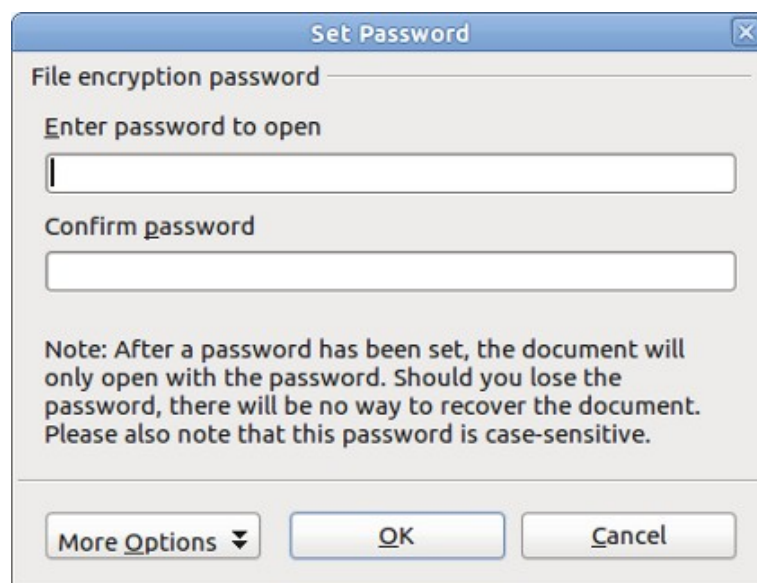 Set Password
File encryption password
Enter password to open
Confirm password
Note: After a password has been set, the document will
only open with the password. Should you lose the
password, there will be no way to recover the document.
Please also note that this password is case-sensitive.
More Options OK Cancel